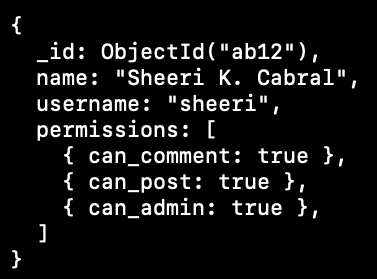 {
_id: ObjectId("ab12"),
name: "Sheeri K. Cabral",
username: "sheeri",
permissions: [
{ can_comment: true },
{ can_post: true },
{ can_admin: true },
]
}